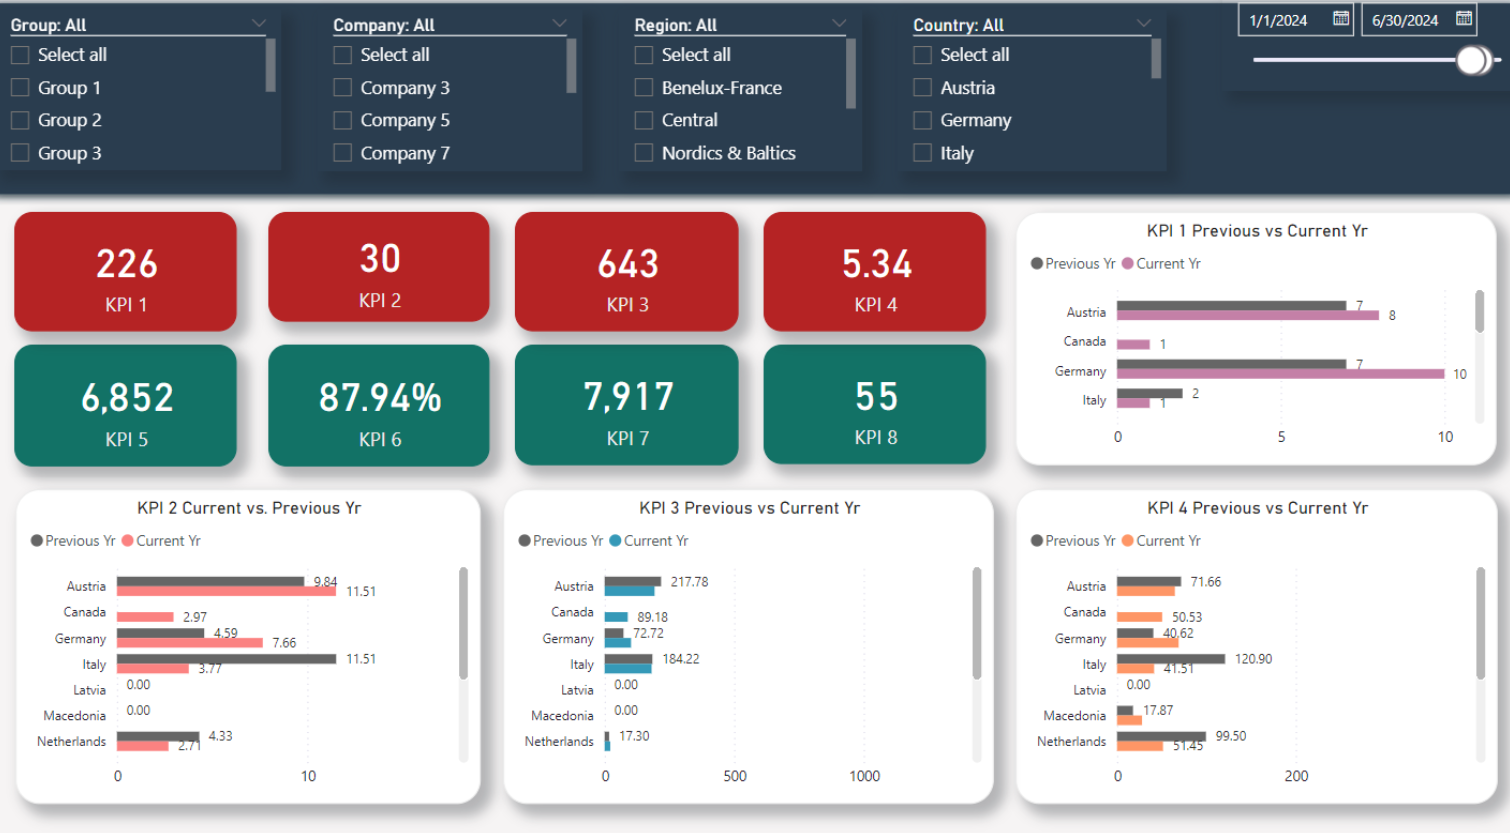 Group: All
Select all
Group 1
Group 2
Group 3
Company: All
Select all
Company 3
Company 5
Company 7
Region: All
Select all
Benelux-France
Central
Nordics & Baltics
Country: All
Select all
Austria
Germany
Italy
1/1/2024
6/30/2024
226
KPI 1
30
KPI 2
643
KPI 3
5.34
KPI 4
6,852
KPI 5
87.94%
KPI 6
7,917
KPI 7
55
KPI 8
KPI 1 Previous vs Current Yr
Previous Yr Current Yr
Austria 7 8
Canada 1
Germany 7 10
Italy 2 1
0 5 10
KPI 2 Current vs. Previous Yr
Previous Yr Current Yr
Austria 9.84 11.51
Canada 2.97
Germany 4.59 7.66
Italy 11.51 3.77
Latvia 0.00
Macedonia 0.00
Netherlands 4.33 2.71
0 10
KPI 3 Previous vs Current Yr
Previous Yr Current Yr
Austria 217.78
Canada 89.18
Germany 72.72
Italy 184.22
Latvia 0.00
Macedonia 0.00
Netherlands 17.30
0 500 1000
KPI 4 Previous vs Current Yr
Previous Yr Current Yr
Austria 71.66
Canada 50.53
Germany 40.62
Italy 120.90 41.51
Latvia 0.00
Macedonia 17.87
Netherlands 99.50 51.45
0 200